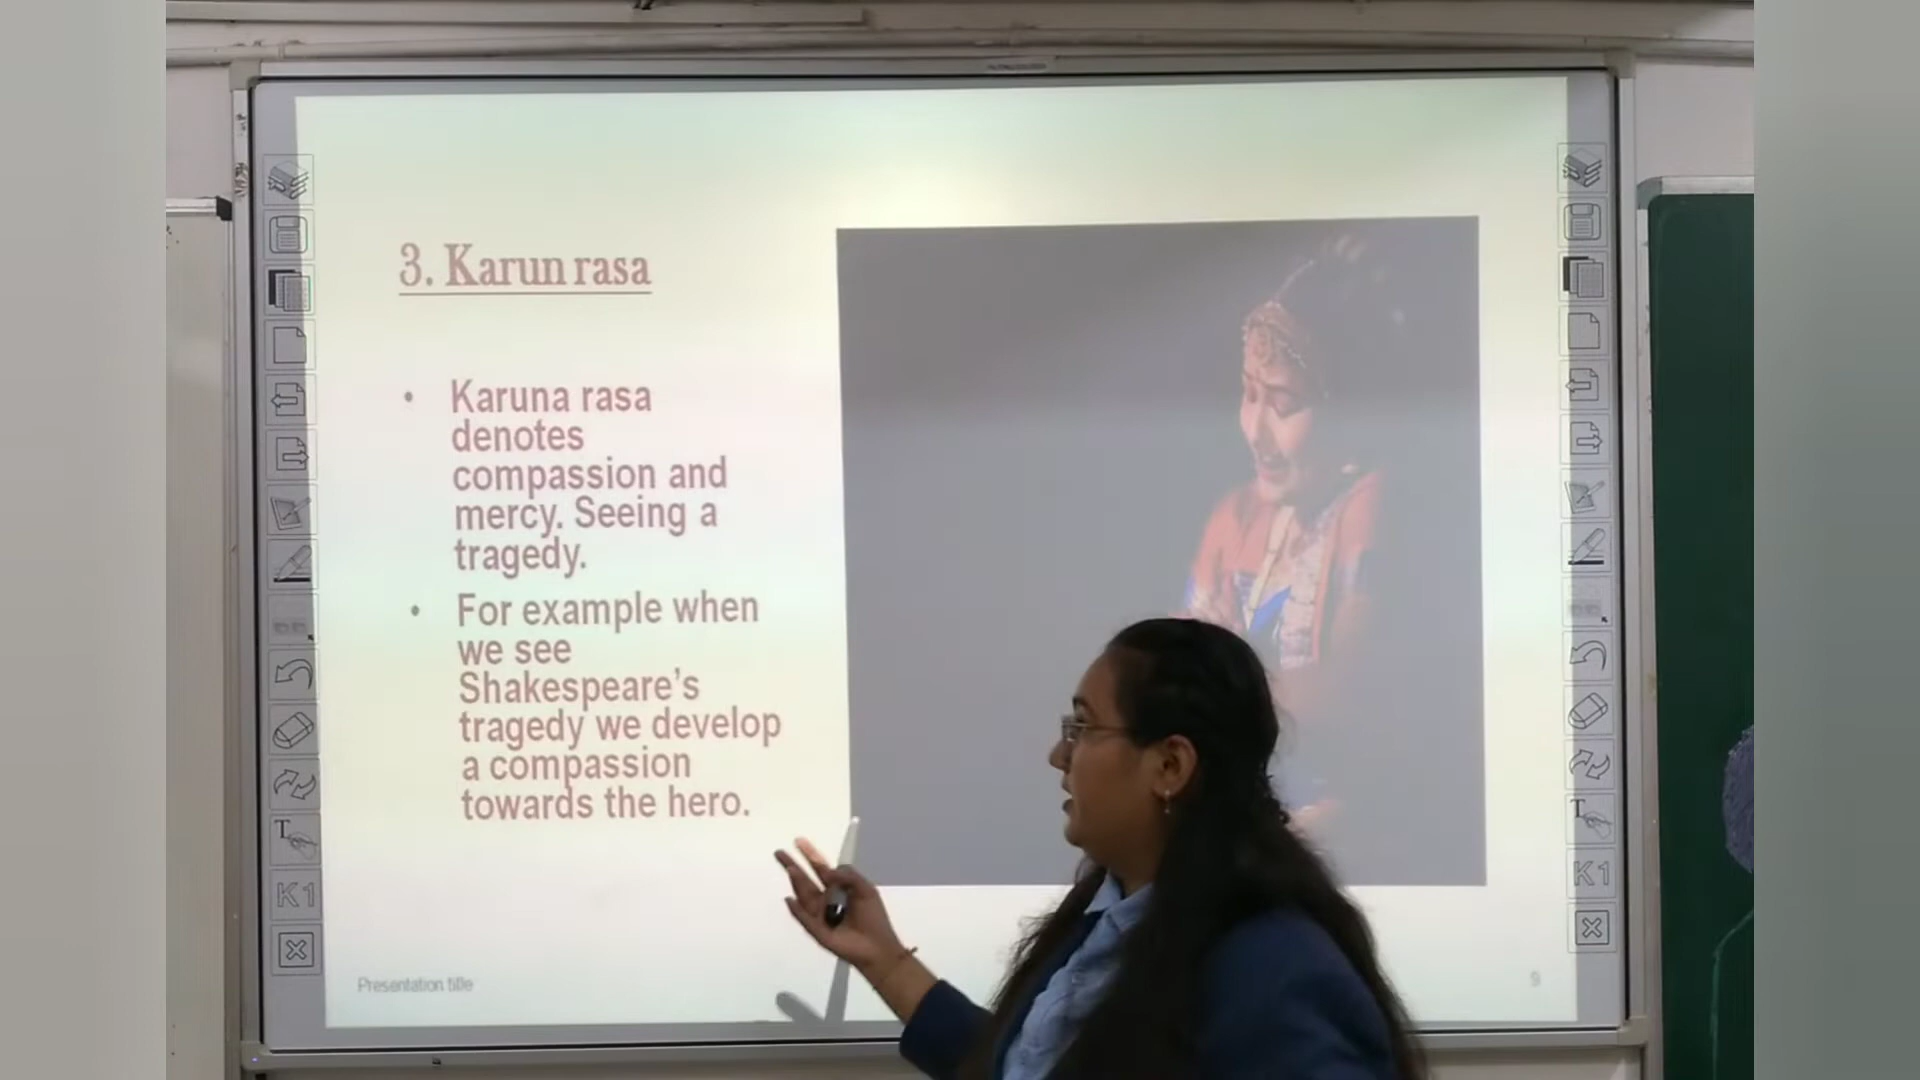 3. Karun rasa
• Karuna rasa
denotes
compassion and
mercy. Seeing a
tragedy.
• For example when
we see
Shakespeare's
tragedy we develop
a compassion
towards the hero.
Presentation title
9
T
K1
T
K1